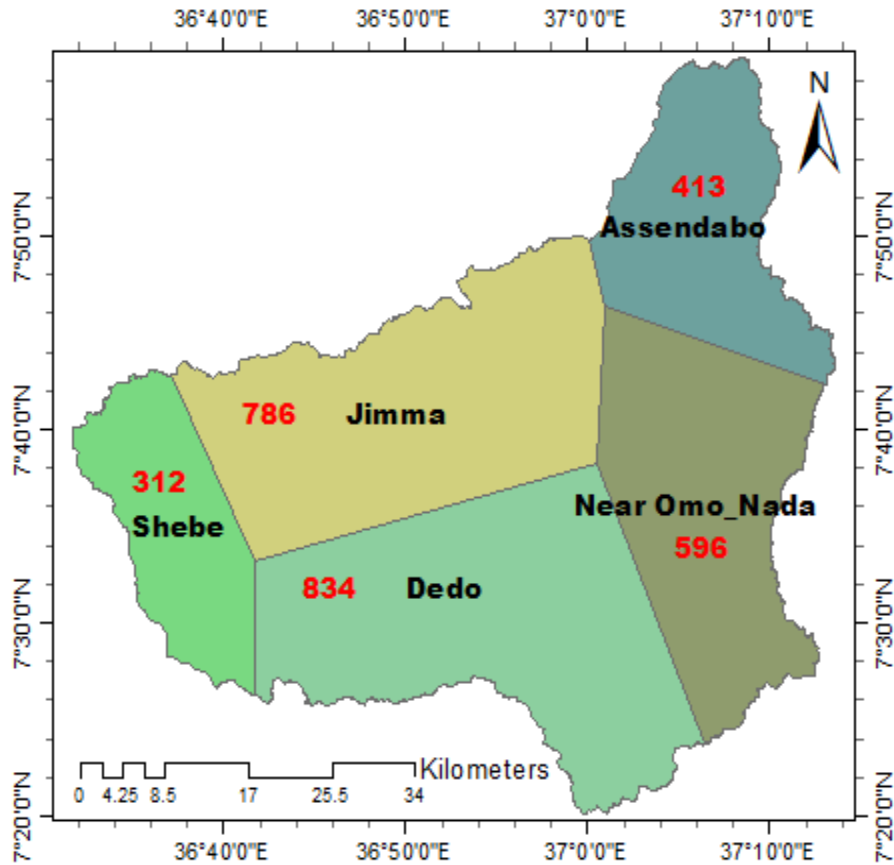 36°40'0"E 36°50'0"E 37°0'0"E 37°10'0"E
N
413
Assendabo
7°50'0"N 7°50'0"N
786 Jimma
7°40'0"N 7°40'0"N
312
Shebe
Near Omo_Nada
596
834 Dedo
7°30'0"N 7°30'0"N
Kilometers
0 4.25 8.5 17 25.5 34
7°20'0"N 7°20'0"N
36°40'0"E 36°50'0"E 37°0'0"E 37°10'0"E